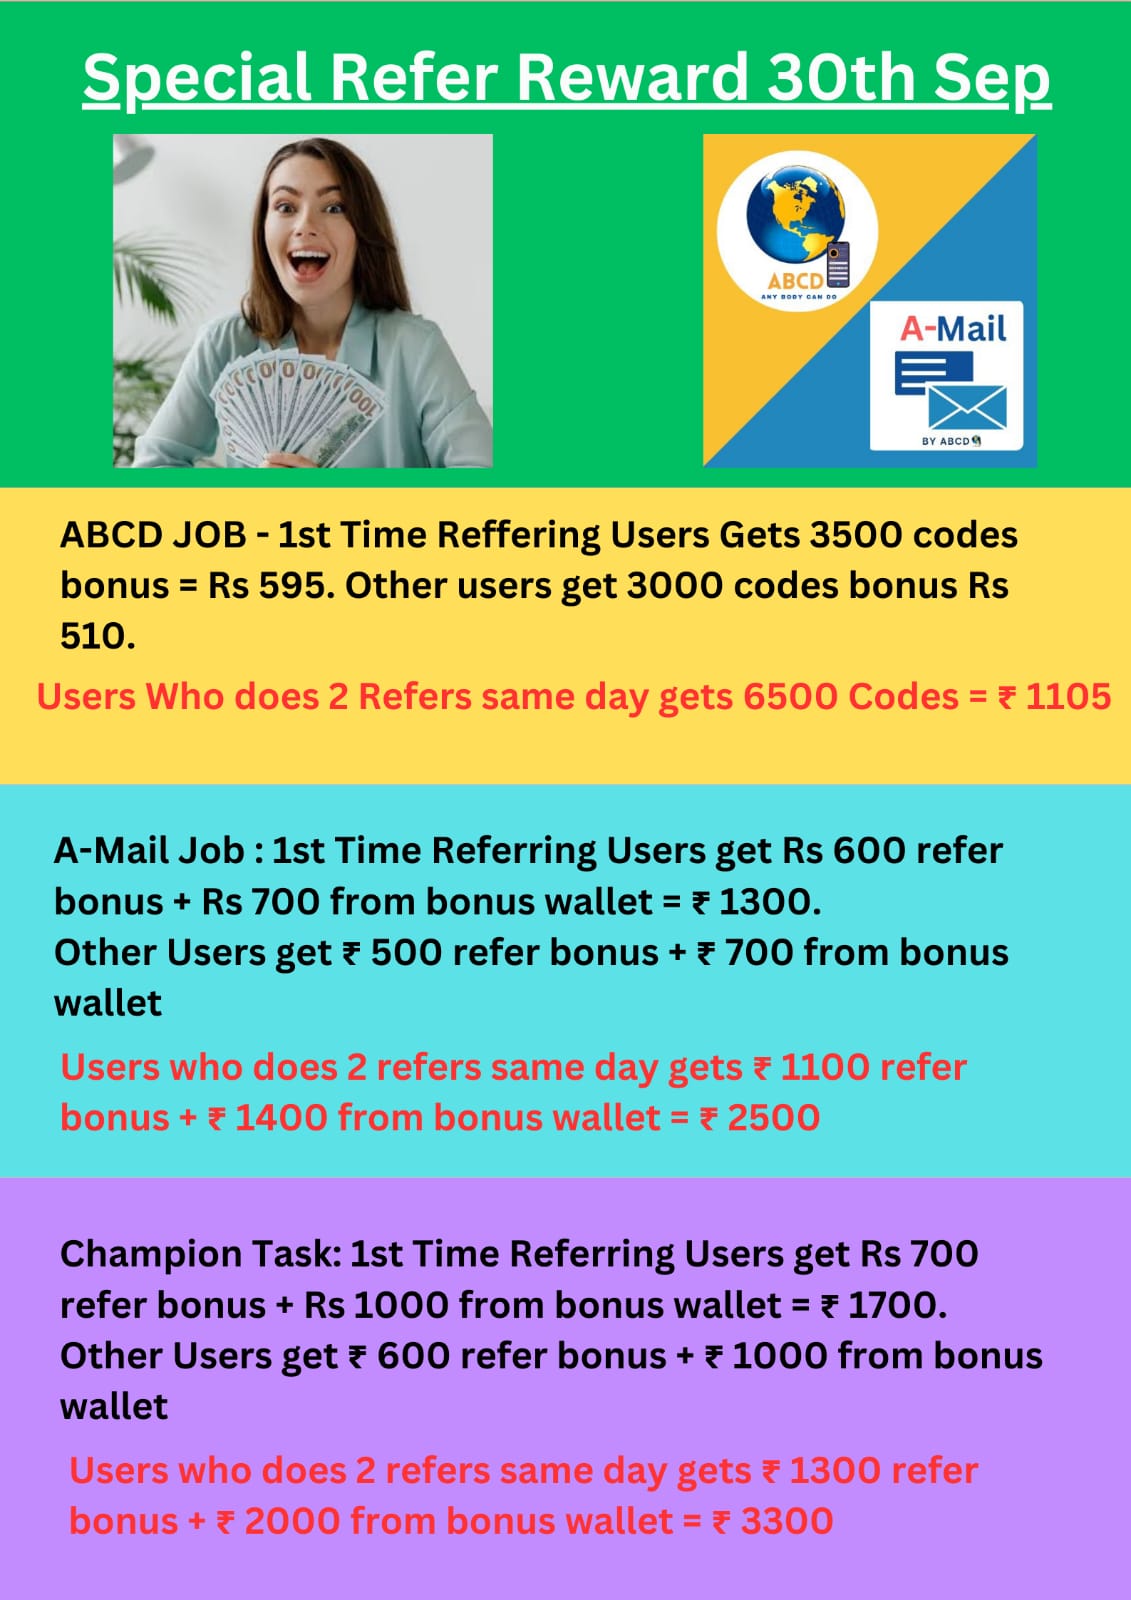 Special Refer Reward 30th Sep
ABCD
ANY BODY CAN DO
A-Mail
BY ABCD
ABCD JOB - 1st Time Reffering Users Gets 3500 codes
bonus = Rs 595. Other users get 3000 codes bonus Rs
510.
Users Who does 2 Refers same day gets 6500 Codes = ₹ 1105
A-Mail Job : 1st Time Referring Users get Rs 600 refer
bonus + Rs 700 from bonus wallet = ₹ 1300.
Other Users get ₹ 500 refer bonus + ₹ 700 from bonus
wallet
Users who does 2 refers same day gets ₹ 1100 refer
bonus + ₹ 1400 from bonus wallet = ₹ 2500
Champion Task: 1st Time Referring Users get Rs 700
refer bonus + Rs 1000 from bonus wallet = ₹ 1700.
Other Users get ₹ 600 refer bonus + ₹ 1000 from bonus
wallet
Users who does 2 refers same day gets ₹ 1300 refer
bonus + ₹ 2000 from bonus wallet = ₹ 3300